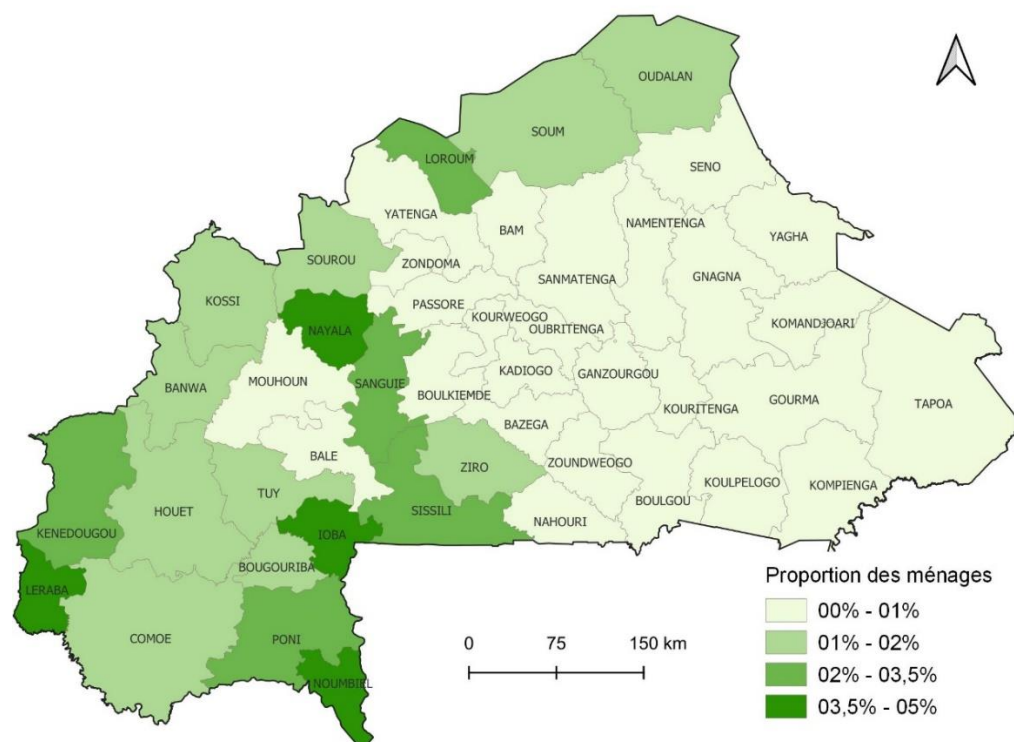 OUDALAN
SOUM
LOROUM
SENO
YATENGA
BAM
NAMENTENGA
YAGHA
SOUROU
ZONDOMA
SANMATENGA
GNAGNA
KOSSI
PASSORE
KOURWEOGO
OUBRITENGA
KOMANDJOARI
NAYALA
BANWA
MOUHOUN
SANGUIE
BOULKIEMDE
KADIOGO
GANZOURGOU
KOURITENGA
GOURMA
TAPOA
BAZEGA
BALE
ZIRO
ZOUNDWEOGO
BOULGOU
KOULPELOGO
KOMPIENGA
TUY
HOUET
SISSILI
NAHOURI
KENEDOUGOU
IOBA
BOUGOURIBA
LERABA
COMOE
PONI
NOUMBIEL
0 75 150 km
Proportion des ménages
00% - 01%
01% - 02%
02% - 03,5%
03,5% - 05%